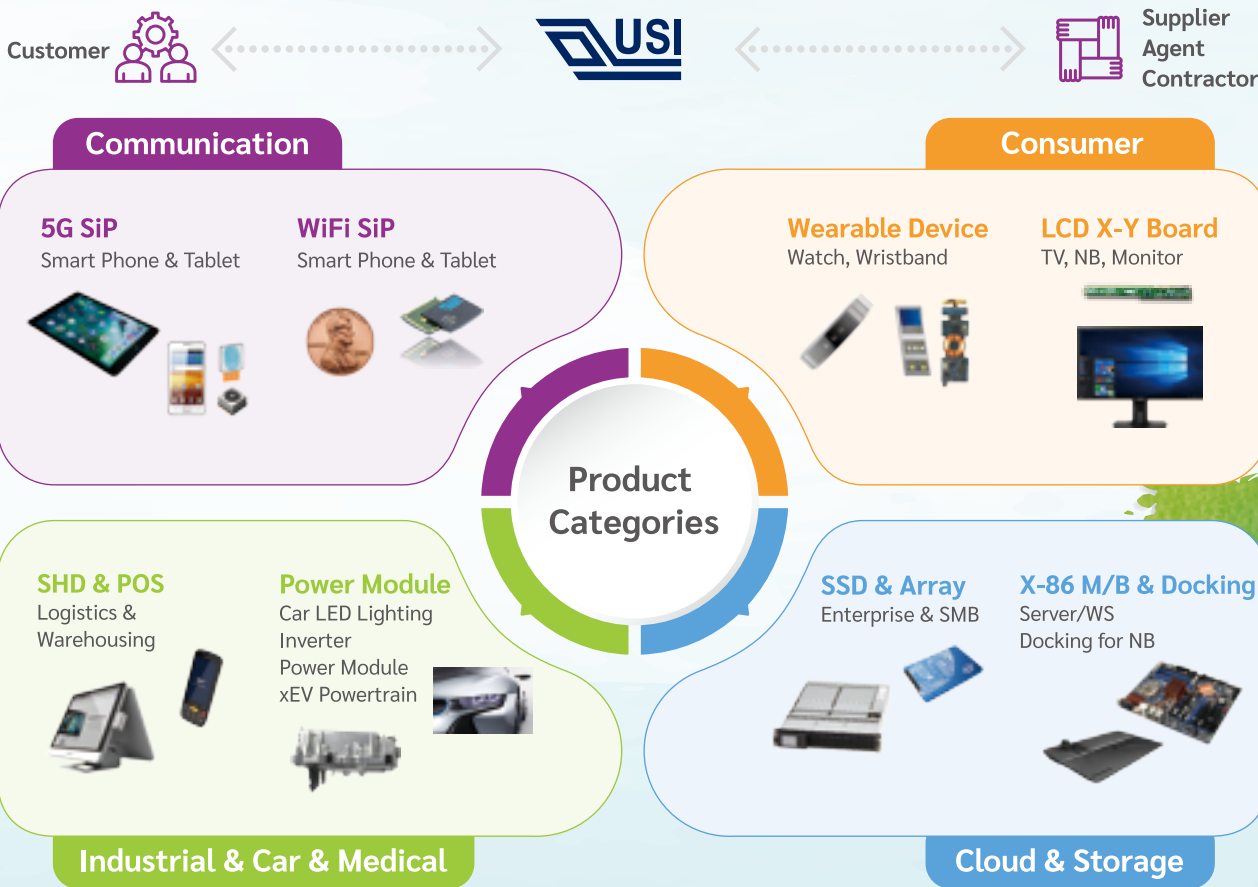 Customer
USI
Supplier
Agent
Contractor
Communication
5G SiP
Smart Phone & Tablet
WiFi SiP
Smart Phone & Tablet
Consumer
Wearable Device
Watch, Wristband
LCD X-Y Board
TV, NB, Monitor
Product
Categories
SHD & POS
Logistics &
Warehousing
Power Module
Car LED Lighting
Inverter
Power Module
xEV Powertrain
Industrial & Car & Medical
SSD & Array
Enterprise & SMB
X-86 M/B & Docking
Server/WS
Docking for NB
Cloud & Storage